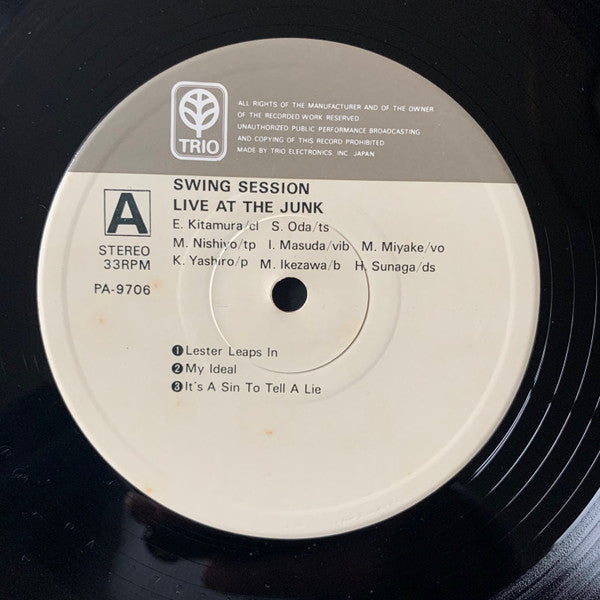 TRIO
ALL RIGHTS OF THE MANUFACTURER AND OF THE OWNER
OF THE RECORDED WORK RESERVED
UNAUTHORIZED PUBLIC PERFORMANCE BROADCASTING
AND COPYING OF THIS RECORD PROHIBITED
MADE BY TRIO ELECTRONICS, INC. JAPAN
A
STEREO
33RPM
PA-9706
SWING SESSION
LIVE AT THE JUNK
E. Kitamura/cl S. Oda/ts
M. Nishiyo/tp I. Masuda/vib M. Miyake/vo
K. Yashiro/p M. Ikezawa/b H. Sunaga/ds
❶Lester Leaps In
❷My Ideal
❸It's A Sin To Tell A Lie